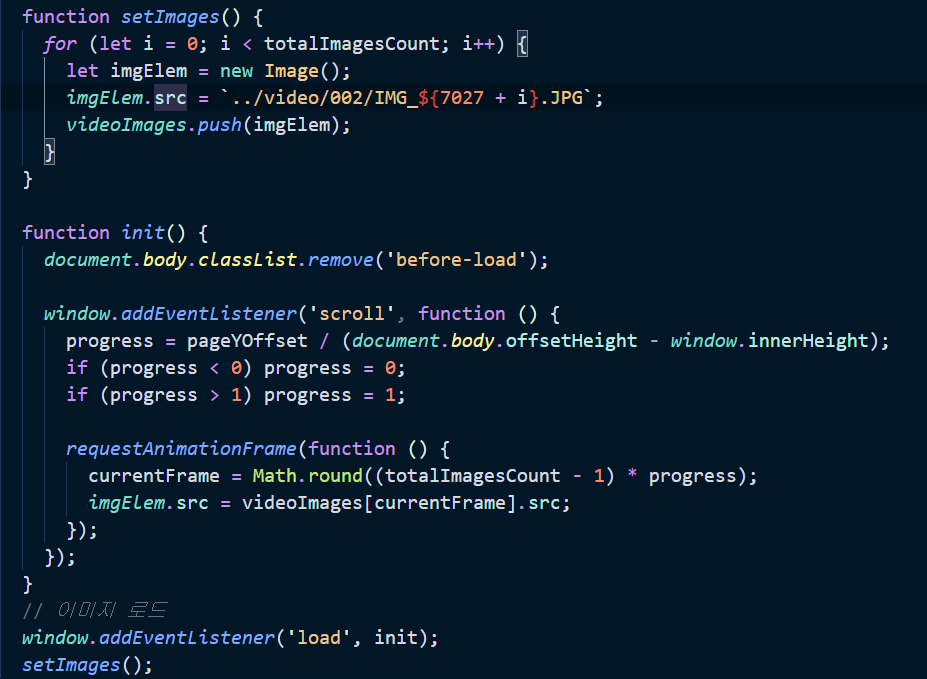 function setImages() {
for (let i = 0; i < totalImagesCount; i++) {
let imgElem = new Image();
imgElem.src = `../video/002/IMG_${7027 + i}.JPG`;
videoImages.push(imgElem);
}
}
function init() {
document.body.classList.remove('before-load');
window.addEventListener('scroll', function () {
progress = pageYOffset / (document.body.offsetHeight - window.innerHeight);
if (progress < 0) progress = 0;
if (progress > 1) progress = 1;
requestAnimationFrame(function () {
currentFrame = Math.round((totalImagesCount - 1) * progress);
imgElem.src = videoImages[currentFrame].src;
});
});
}
// 이미지 로드
window.addEventListener('load', init);
setImages();